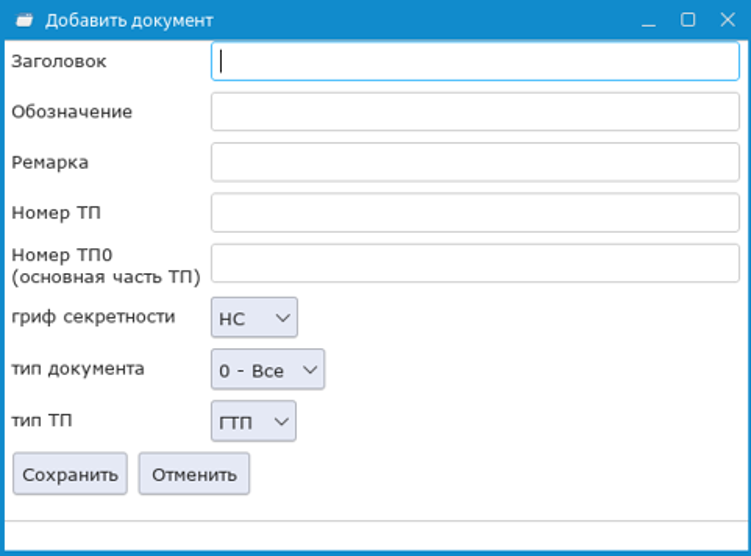 Добавить документ
Заголовок
Обозначение
Ремарка
Номер ТП
Номер ТП0
(основная часть ТП)
гриф секретности
НС
тип документа
0 - Все
тип ТП
ГТП
Сохранить
Отменить